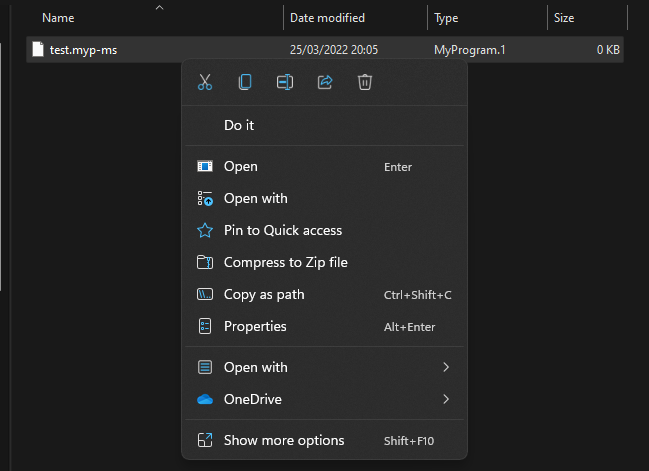 Name Date modified Type Size
test.myp-ms 25/03/2022 20:05 MyProgram.1 0 KB
Do it
Open Enter
Open with
Pin to Quick access
Compress to Zip file
Copy as path Ctrl+Shift+C
Properties Alt+Enter
Open with
OneDrive
Show more options Shift+F10